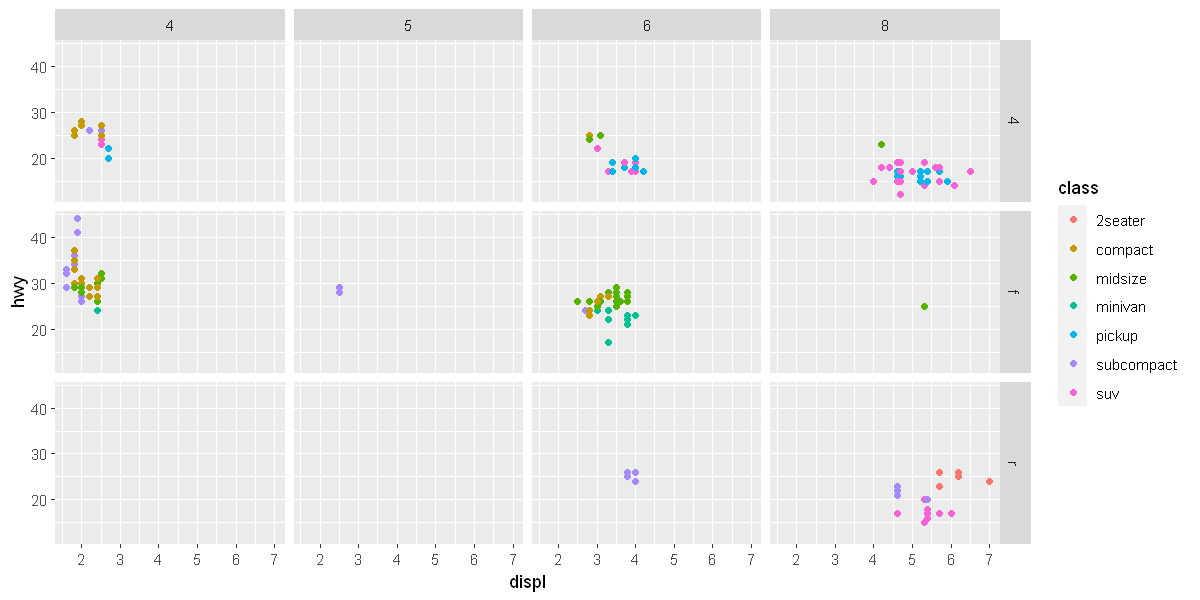 4 5 6 8
40
30
20
4
40
30
20
f
40
30
20
r
2 3 4 5 6 7 2 3 4 5 6 7 2 3 4 5 6 7 2 3 4 5 6 7
displ
hwy
class
2seater
compact
midsize
minivan
pickup
subcompact
suv